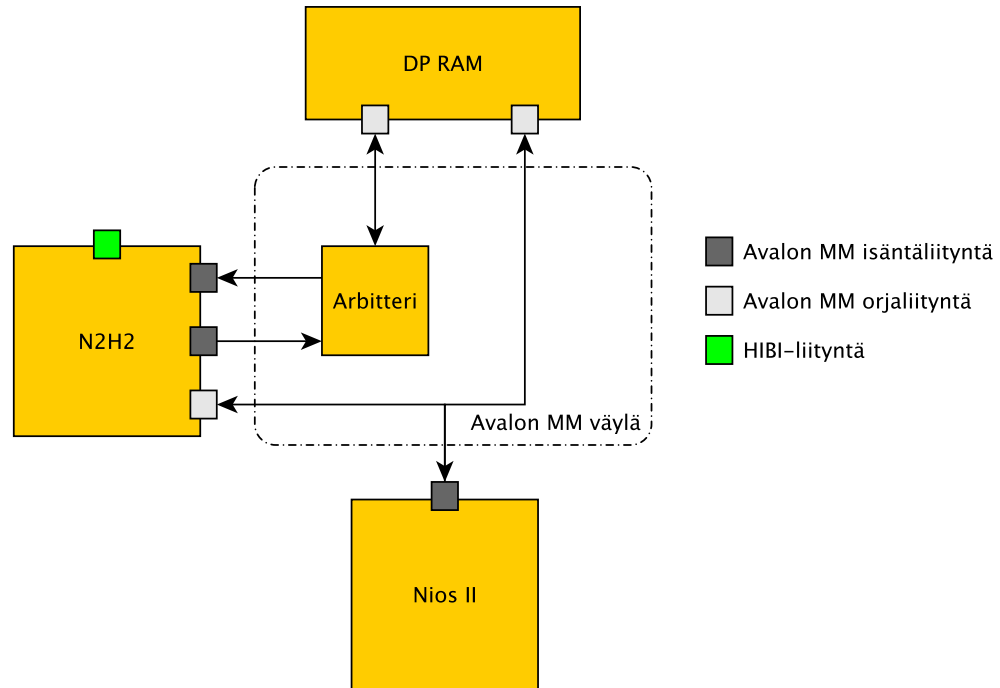 DP RAM
Arbitteri
N2H2
Avalon MM isäntäliityntä
Avalon MM orjaliityntä
HIBI-liityntä
Avalon MM väylä
Nios II